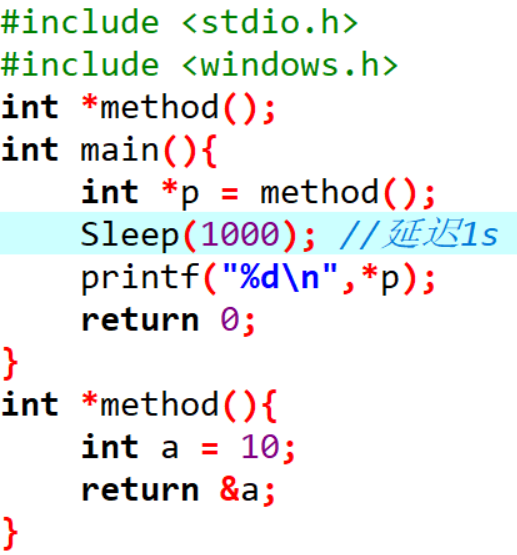 #include <stdio.h>
#include <windows.h>
int *method();
int main(){
    int *p = method();
    Sleep(1000); //延迟1s
    printf("%d\n",*p);
    return 0;
}
int *method(){
    int a = 10;
    return &a;
}